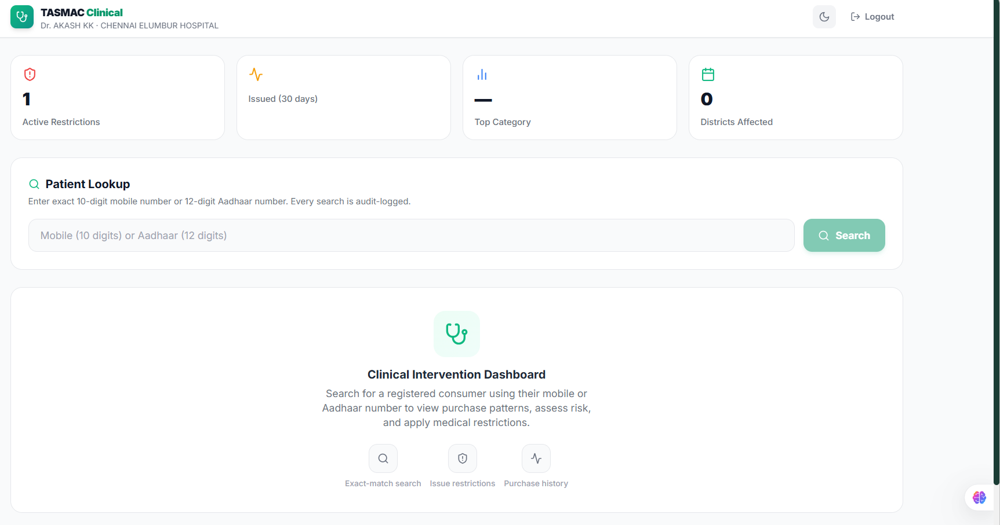 TASMAC Clinical
Dr. AKASH KK · CHENNAI ELUMBUR HOSPITAL
Logout
1
Active Restrictions
Issued (30 days)
—
Top Category
0
Districts Affected
Patient Lookup
Enter exact 10-digit mobile number or 12-digit Aadhaar number. Every search is audit-logged.
Mobile (10 digits) or Aadhaar (12 digits)
Search
Clinical Intervention Dashboard
Search for a registered consumer using their mobile or
Aadhaar number to view purchase patterns, assess risk,
and apply medical restrictions.
Exact-match search
Issue restrictions
Purchase history